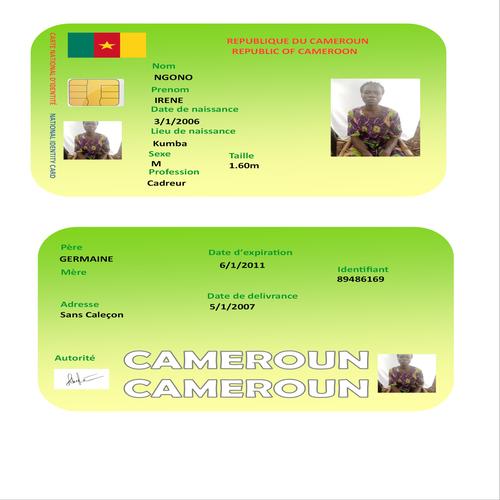 REPUBLIQUE DU CAMEROUN
REPUBLIC OF CAMEROON
CARTE NATIONAL D'IDENTITÉ
NATIONAL IDENTITY CARD
Nom
NGONO
Prenom
IRENE
Date de naissance
3/1/2006
Lieu de naissance
Kumba
Sexe Taille
M 1.60m
Profession
Cadreur
Père
GERMAINE
Mère
Date d'expiration
6/1/2011
Identifiant
89486169
Adresse
Sans Caleçon
Date de delivrance
5/1/2007
Autorité
CAMEROUN
CAMEROUN